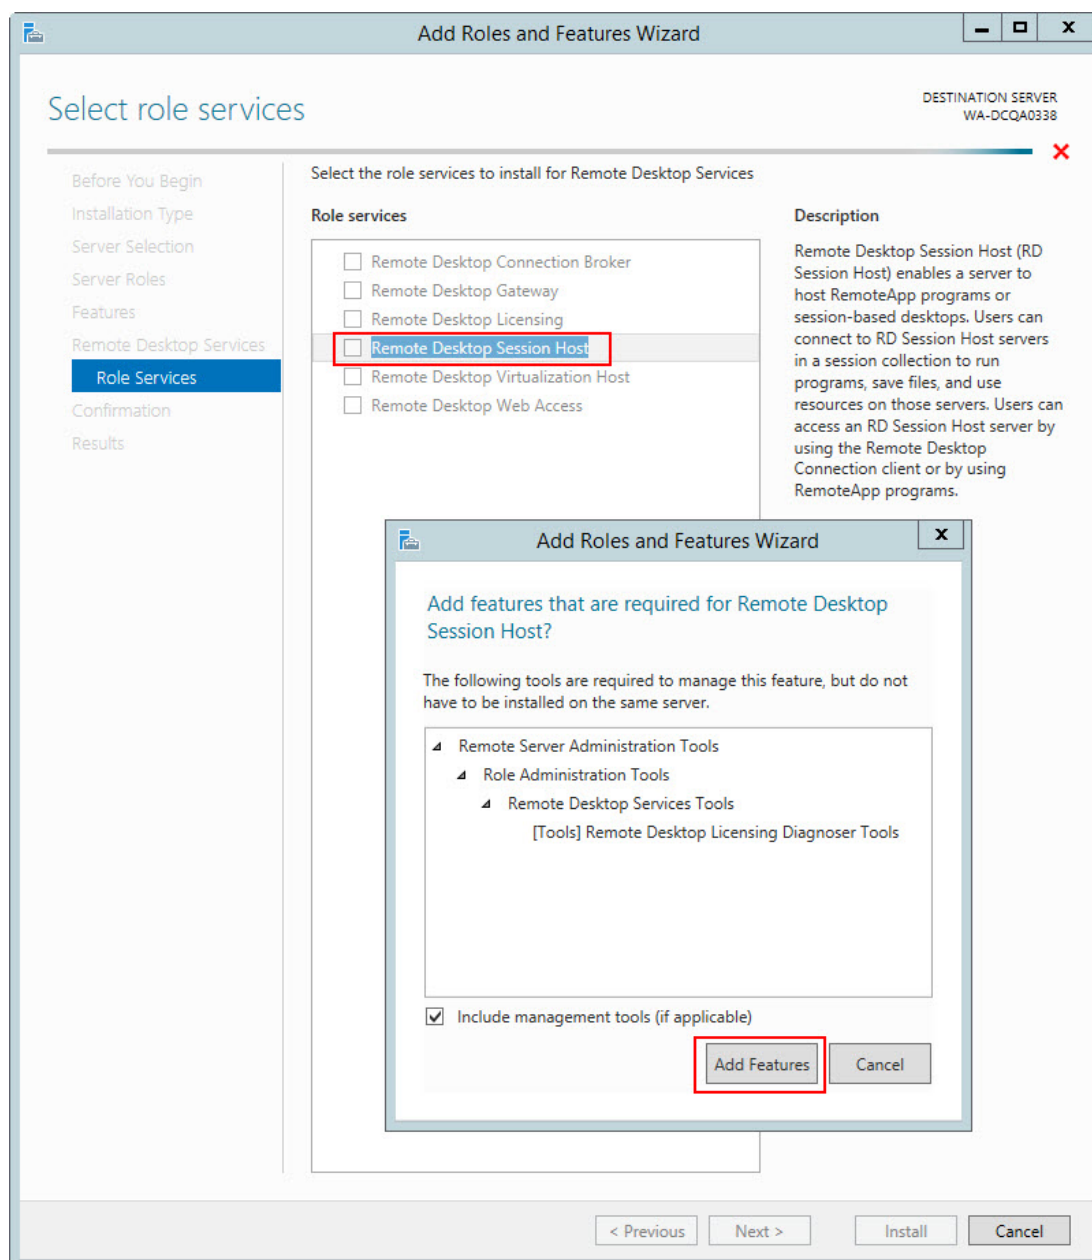 Add Roles and Features Wizard
Select role services
DESTINATION SERVER
WA-DCQA0338
Before You Begin
Installation Type
Server Selection
Server Roles
Features
Remote Desktop Services
Role Services
Confirmation
Results
Select the role services to install for Remote Desktop Services
Role services
Remote Desktop Connection Broker
Remote Desktop Gateway
Remote Desktop Licensing
Remote Desktop Session Host
Remote Desktop Virtualization Host
Remote Desktop Web Access
Description
Remote Desktop Session Host (RD
Session Host) enables a server to
host RemoteApp programs or
session-based desktops. Users can
connect to RD Session Host servers
in a session collection to run
programs, save files, and use
resources on those servers. Users can
access an RD Session Host server by
using the Remote Desktop
Connection client or by using
RemoteApp programs.
Add Roles and Features Wizard
Add features that are required for Remote Desktop
Session Host?
The following tools are required to manage this feature, but do not
have to be installed on the same server.
Remote Server Administration Tools
Role Administration Tools
Remote Desktop Services Tools
[Tools] Remote Desktop Licensing Diagnoser Tools
Include management tools (if applicable)
Add Features
Cancel
< Previous
Next >
Install
Cancel